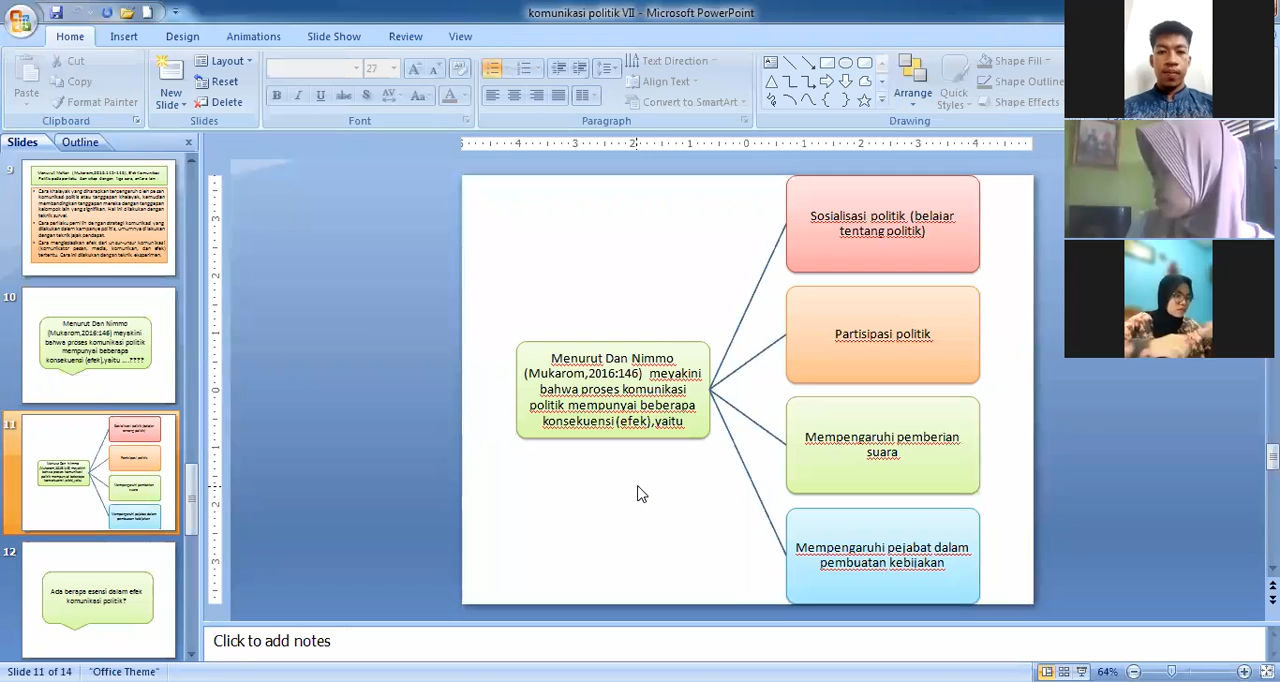 komunikasi politik VII - Microsoft PowerPoint
Home Insert Design Animations Slide Show Review View
Cut
Copy
Format Painter
Paste
Clipboard
New
Slide
Layout
Reset
Delete
Slides
27
Font
Paragraph
Text Direction
Align Text
Convert to SmartArt
Arrange
Quick
Styles
Shape Fill
Shape Outline
Shape Effects
Drawing
Slides Outline
9
10
Menurut Dan Nimmo
(Mukarom,2016:146) meyakini
bahwa proses komunikasi politik
mempunyai beberapa
konsekuensi (efek),yaitu ....????
11
12
Ada berapa esensi dalam efek
komunikasi politik?
Menurut Dan Nimmo
(Mukarom,2016:146) meyakini
bahwa proses komunikasi
politik mempunyai beberapa
konsekuensi (efek),yaitu
Sosialisasi politik (belajar
tentang politik)
Partisipasi politik
Mempengaruhi pemberian
suara
Mempengaruhi pejabat dalam
pembuatan kebijakan
Click to add notes
Slide 11 of 14
"Office Theme"
64%